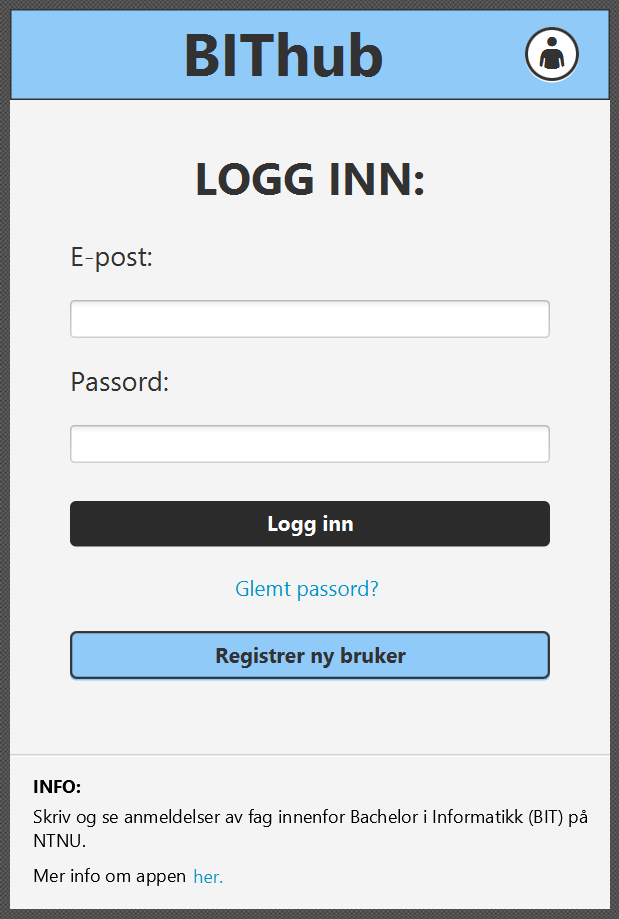 BIThub
LOGG INN:
E-post:
Passord:
Logg inn
Glemt passord?
Registrer ny bruker
INFO:
Skriv og se anmeldelser av fag innenfor Bachelor i Informatikk (BIT) på
NTNU.
Mer info om appen her.